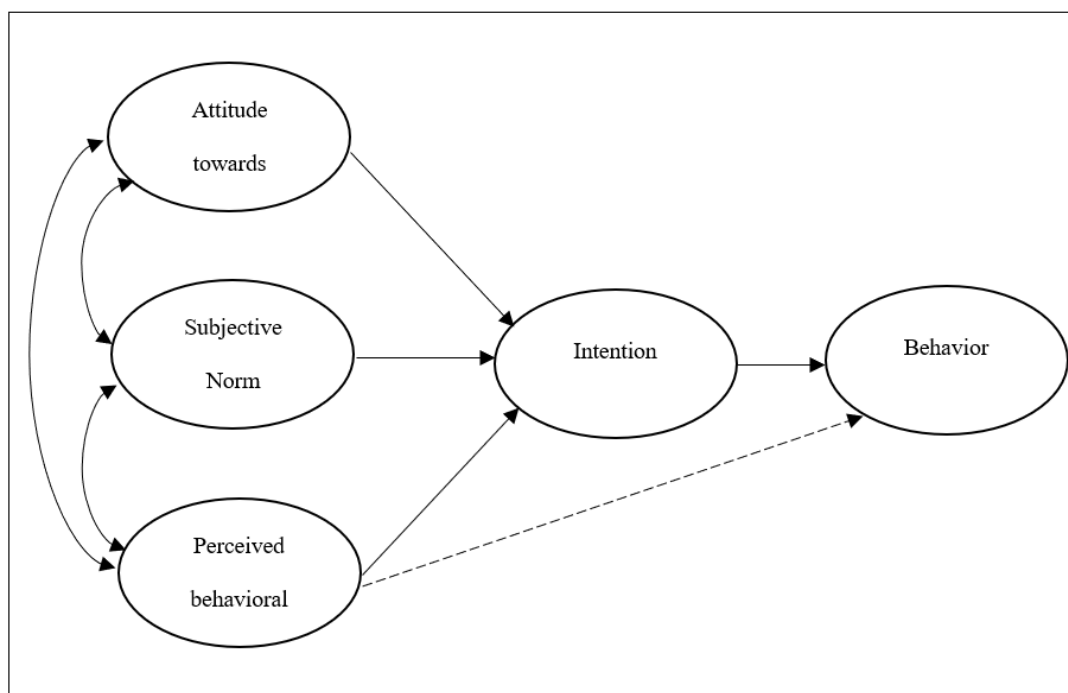 Attitude
towards
Subjective
Norm
Perceived
behavioral
Intention
Behavior